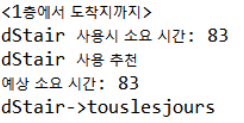 <1층에서 도착지까지>
dStair 사용시 소요 시간: 83
dStair 사용 추천
예상 소요 시간: 83
dStair->touslesjours